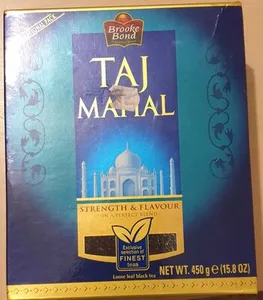 Brooke
Bond
TAJ
MAHAL
STRENGTH & FLAVOUR
IN A PERFECT BLEND
Exclusive
selection of
FINEST
teas
Loose leaf black tea
NET WT. 450 g e (15.8 OZ)